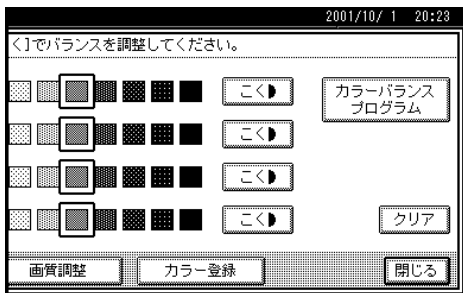 2001/10/ 1 20:23
く]でバランスを調整してください。
こく
カラーバランス
プログラム
こく
こく
こく
クリア
画質調整
カラー登録
閉じる